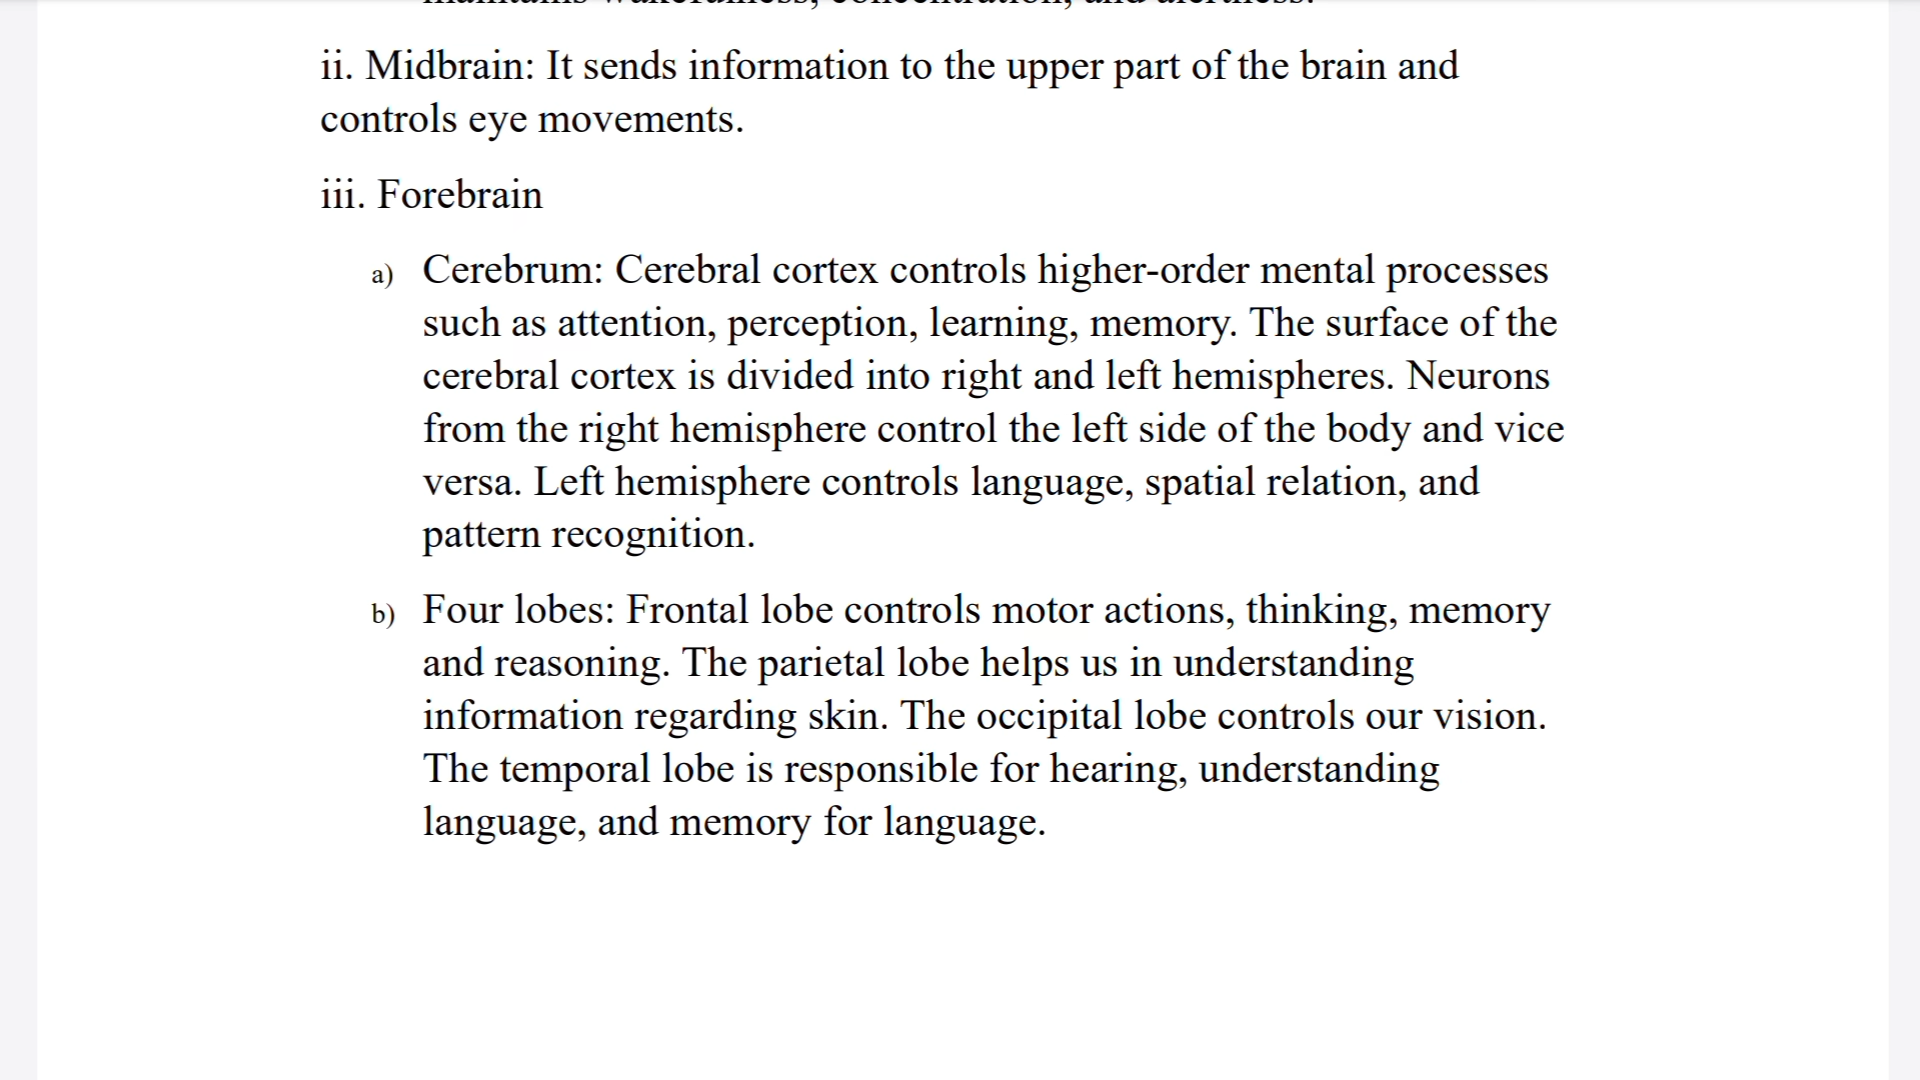 maintains wakefulness, concentration, and alertness.
ii. Midbrain: It sends information to the upper part of the brain and
controls eye movements.
iii. Forebrain
a) Cerebrum: Cerebral cortex controls higher-order mental processes
such as attention, perception, learning, memory. The surface of the
cerebral cortex is divided into right and left hemispheres. Neurons
from the right hemisphere control the left side of the body and vice
versa. Left hemisphere controls language, spatial relation, and
pattern recognition.
b) Four lobes: Frontal lobe controls motor actions, thinking, memory
and reasoning. The parietal lobe helps us in understanding
information regarding skin. The occipital lobe controls our vision.
The temporal lobe is responsible for hearing, understanding
language, and memory for language.